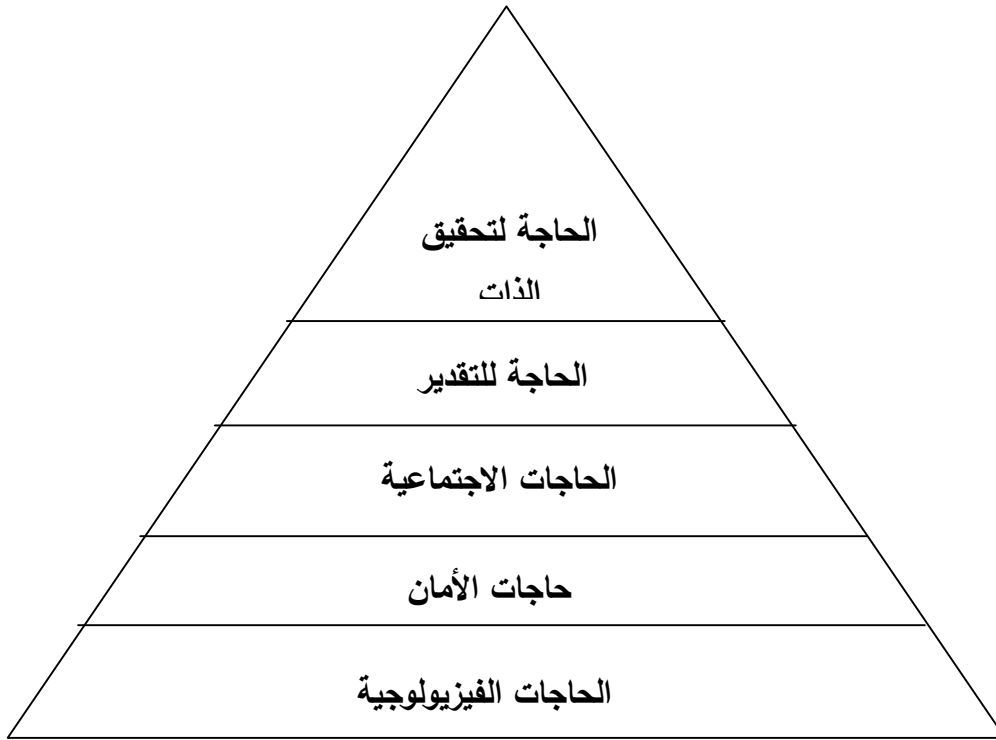 الحاجة لتحقيق
الذات
الحاجة للتقدير
الحاجات الاجتماعية
حاجات الأمان
الحاجات الفيزيولوجية